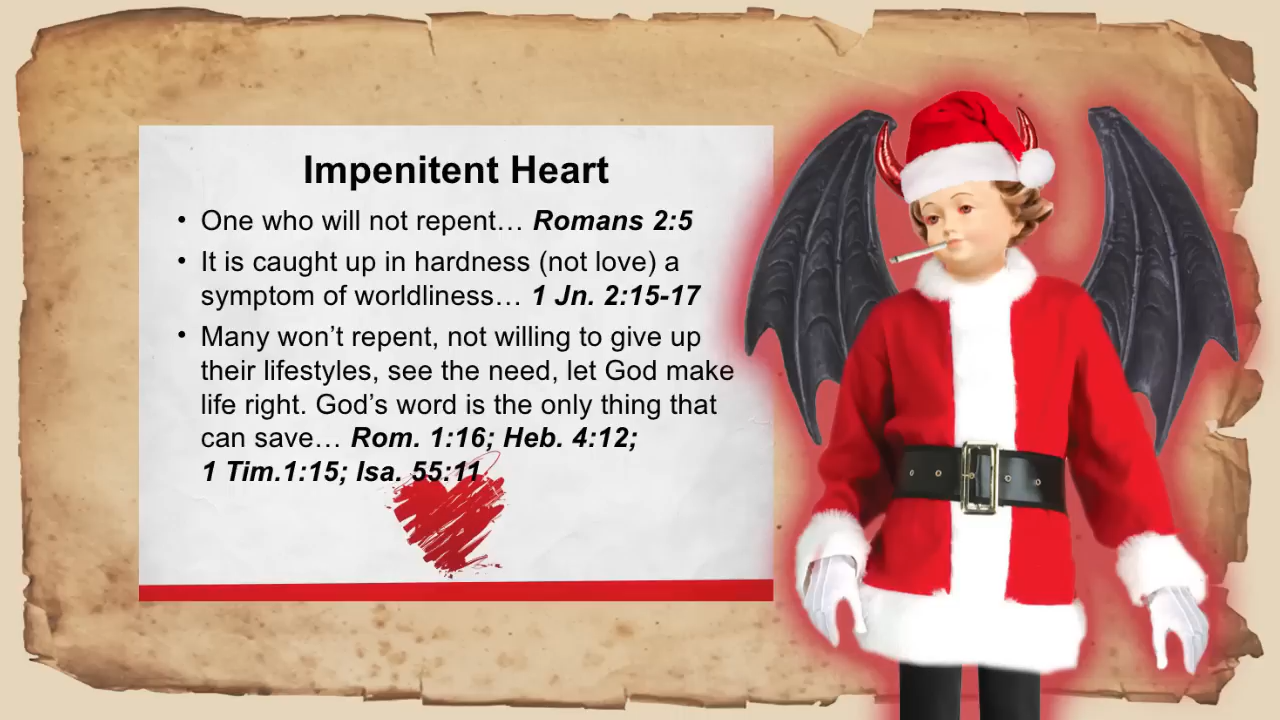 Impenitent Heart
• One who will not repent… Romans 2:5
• It is caught up in hardness (not love) a
symptom of worldliness… 1 Jn. 2:15-17
• Many won’t repent, not willing to give up
their lifestyles, see the need, let God make
life right. God’s word is the only thing that
can save… Rom. 1:16; Heb. 4:12;
1 Tim.1:15; Isa. 55:11